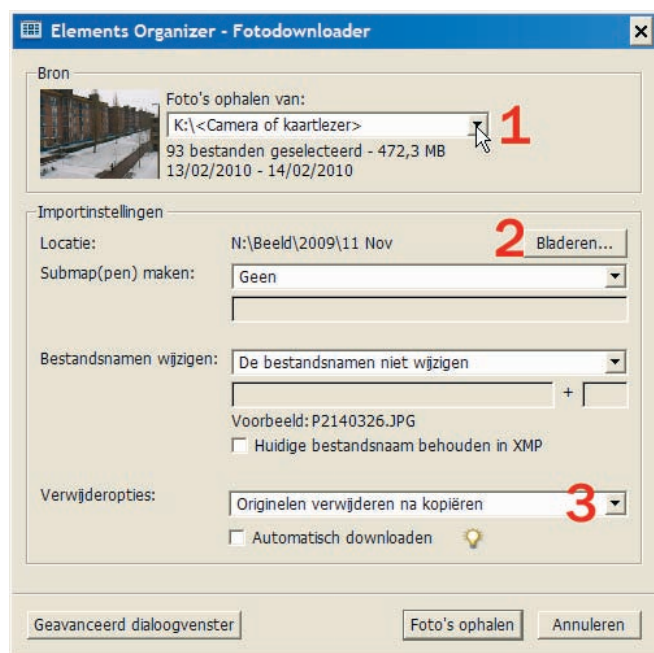 Elements Organizer - Fotodownloader
Bron
Foto's ophalen van:
K:\<Camera of kaartlezer>
1
93 bestanden geselecteerd - 472,3 MB
13/02/2010 - 14/02/2010
Importinstellingen
Locatie: N:\Beeld\2009\11 Nov 2 Bladeren...
Submap(pen) maken: Geen
Bestandsnamen wijzigen: De bestandsnamen niet wijzigen
+
Voorbeeld: P2140326.JPG
Huidige bestandsnaam behouden in XMP
Verwijderopties: Originelen verwijderen na kopiëren 3
Automatisch downloaden
Geavanceerd dialoogvenster Foto's ophalen Annuleren